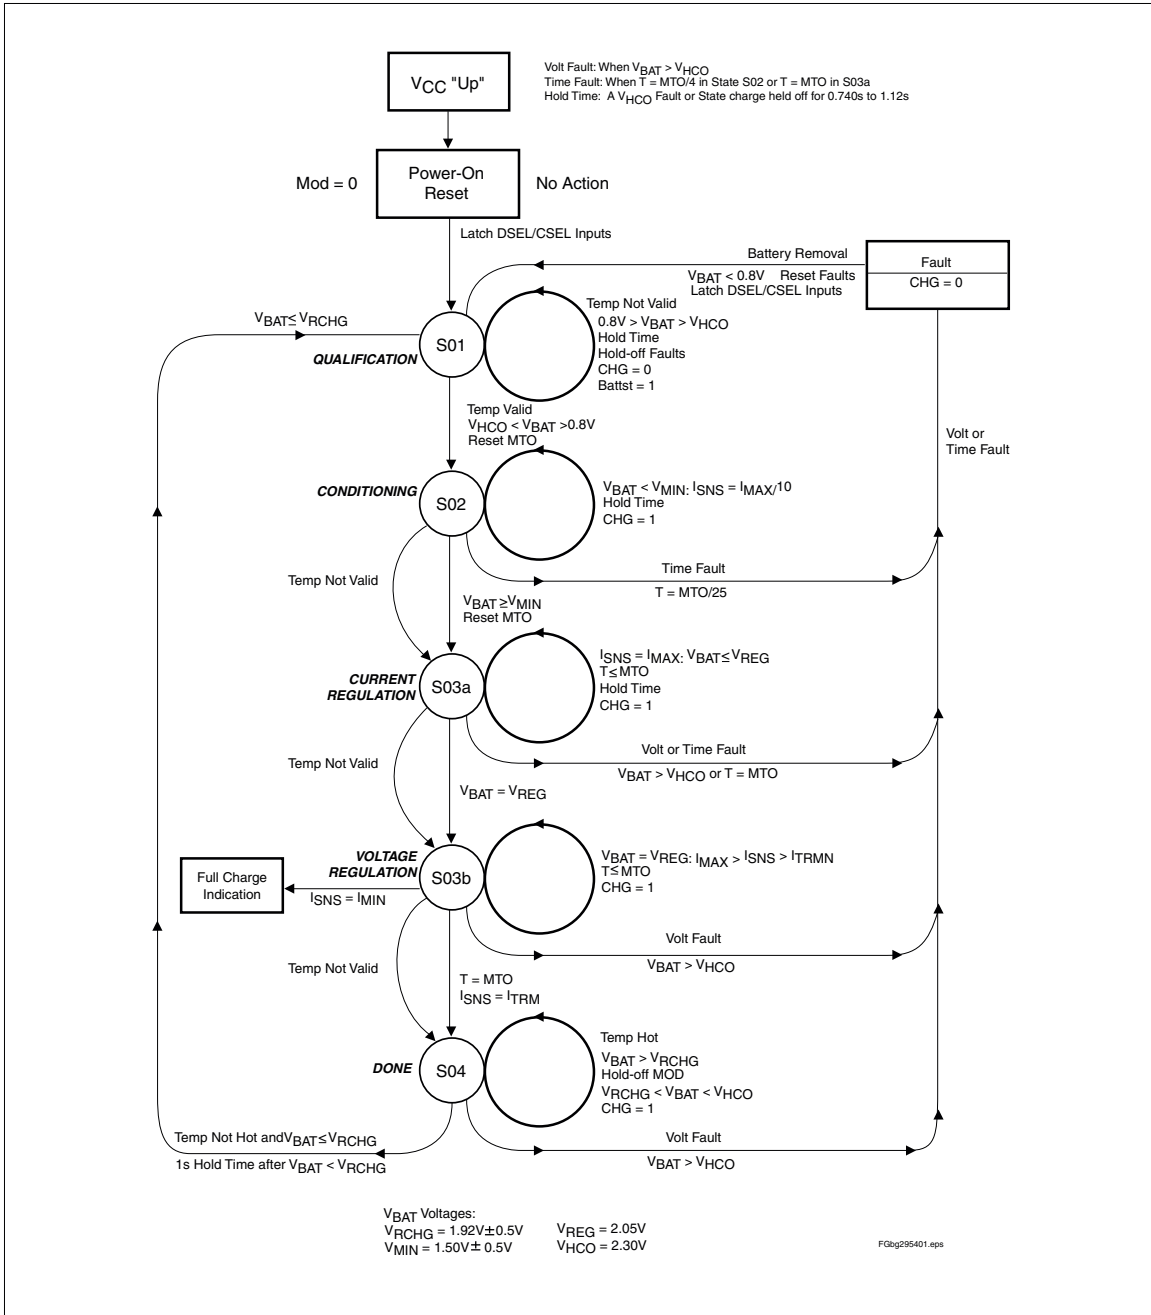 VCC "Up"
Volt Fault: When VBAT > VHCO
Time Fault: When T = MTO/4 in State S02 or T = MTO in S03a
Hold Time: A VHCO Fault or State charge held off for 0.740s to 1.12s
Mod = 0
Power-On
Reset
No Action
Latch DSEL/CSEL Inputs
Battery Removal
VBAT < 0.8V Reset Faults
Latch DSEL/CSEL Inputs
Fault
CHG = 0
VBAT≤ VRCHG
S01
QUALIFICATION
Temp Not Valid
0.8V > VBAT > VHCO
Hold Time
Hold-off Faults
CHG = 0
Battst = 1
Temp Valid
VHCO < VBAT >0.8V
Reset MTO
Volt or
Time Fault
CONDITIONING
S02
VBAT < VMIN: ISNS = IMAX/10
Hold Time
CHG = 1
Time Fault
T = MTO/25
Temp Not Valid
VBAT ≥VMIN
Reset MTO
CURRENT
REGULATION
S03a
ISNS = IMAX: VBAT≤VREG
T≤MTO
Hold Time
CHG = 1
Volt or Time Fault
VBAT > VHCO or T = MTO
Temp Not Valid
VBAT = VREG
VOLTAGE
REGULATION
S03b
VBAT = VREG: IMAX > ISNS > ITRMN
T≤MTO
CHG = 1
Full Charge
Indication
ISNS = IMIN
Volt Fault
VBAT > VHCO
Temp Not Valid
T = MTO
ISNS = ITRM
DONE
S04
Temp Hot
VBAT > VRCHG
Hold-off MOD
VRCHG < VBAT < VHCO
CHG = 1
Temp Not Hot andVBAT≤VRCHG
1s Hold Time after VBAT < VRCHG
Volt Fault
VBAT > VHCO
VBAT Voltages:
VRCHG = 1.92V±0.5V VREG = 2.05V
VMIN = 1.50V± 0.5V VHCO = 2.30V
FGbg295401.eps